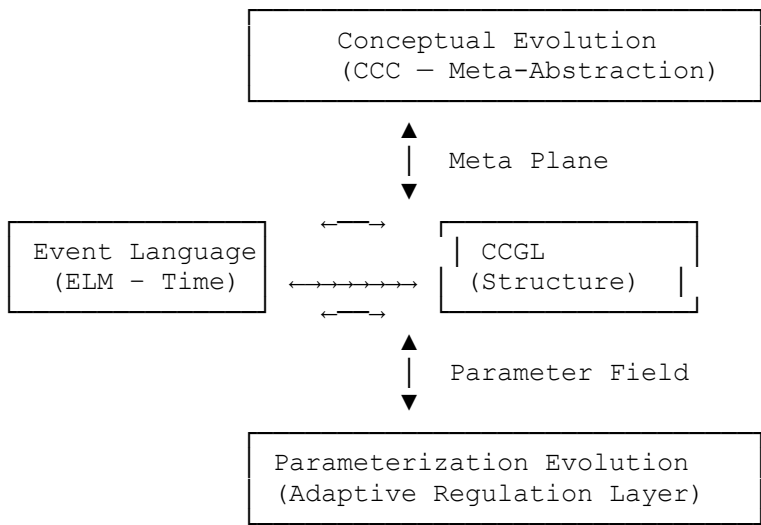 Conceptual Evolution
(CCC — Meta-Abstraction)
Meta Plane
Event Language
CCGL
(ELM – Time)
(Structure)
Parameter Field
Parameterization Evolution
(Adaptive Regulation Layer)